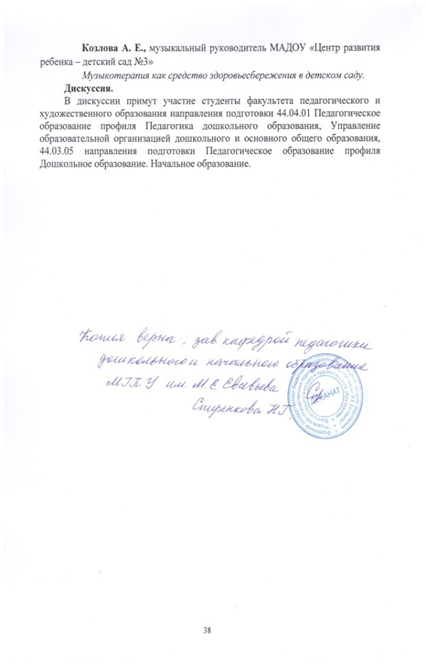 Козлова А. Е., музыкальный руководитель МАДОУ «Центр развития
ребенка – детский сад №3»
Музыкотерапия как средство здоровьесбережения в детском саду.
Дискуссия.
В дискуссии примут участие студенты факультета педагогического и
художественного образования направления подготовки 44.04.01 Педагогическое
образование профиля Педагогика дошкольного образования, Управление
образовательной организацией дошкольного и основного общего образования,
44.03.05 направления подготовки Педагогическое образование профиля
Дошкольное образование. Начальное образование.
Копия верна. зав кафедрой педагогики
дошкольного и начального образования
МГПУ им. М.Е. Евсевьева
Спиренкова Н.Г.
ДЕКАНАТ
38